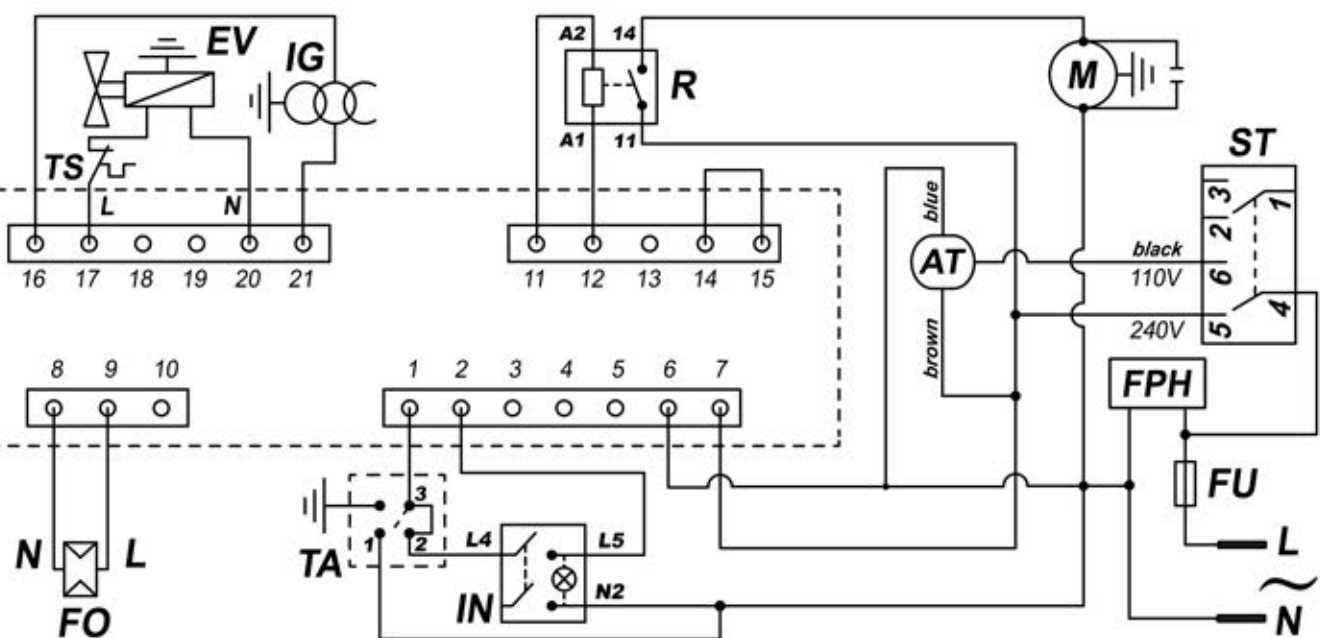 EV
IG
TS
L N
16 17 18 19 20 21
A2 14
R
A1 11
11 12 13 14 15
M
ST
3 1
2
6
5 4
blue
AT
brown
black
110V
240V
FPH
FU
L
~
N
8 9 10
N L
FO
1 2 3 4 5 6 7
3
1 2
TA
L4 L5
IN N2